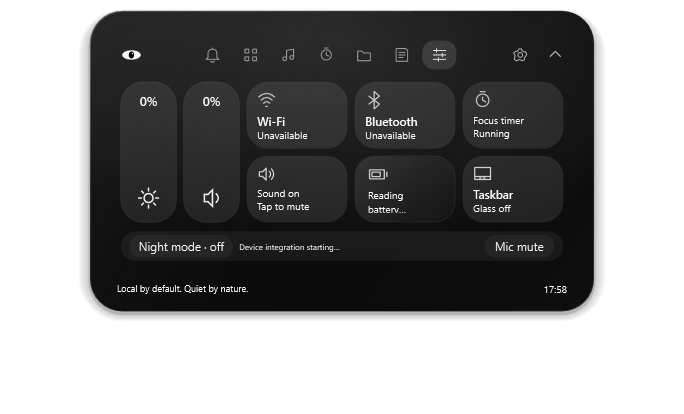 0%
0%
Wi-Fi
Unavailable
Bluetooth
Unavailable
Focus timer
Running
Sound on
Tap to mute
Reading
battery...
Taskbar
Glass off
Night mode · off
Device integration starting...
Mic mute
Local by default. Quiet by nature.
17:58